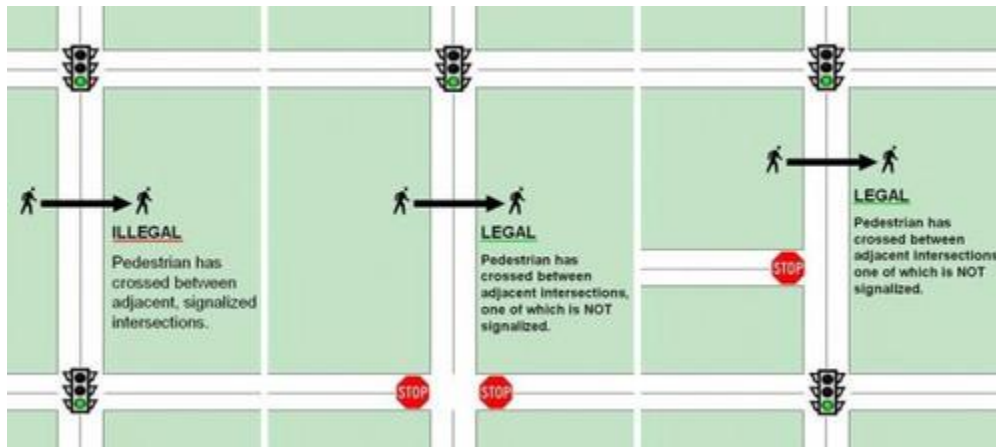 ILLEGAL
Pedestrian has
crossed between
adjacent, signalized
intersections.
LEGAL
Pedestrian has
crossed between
adjacent intersections,
one of which is NOT
signalized.
STOP
STOP
LEGAL
Pedestrian has
crossed between
adjacent intersections
one of which is NOT
signalized.
STOP